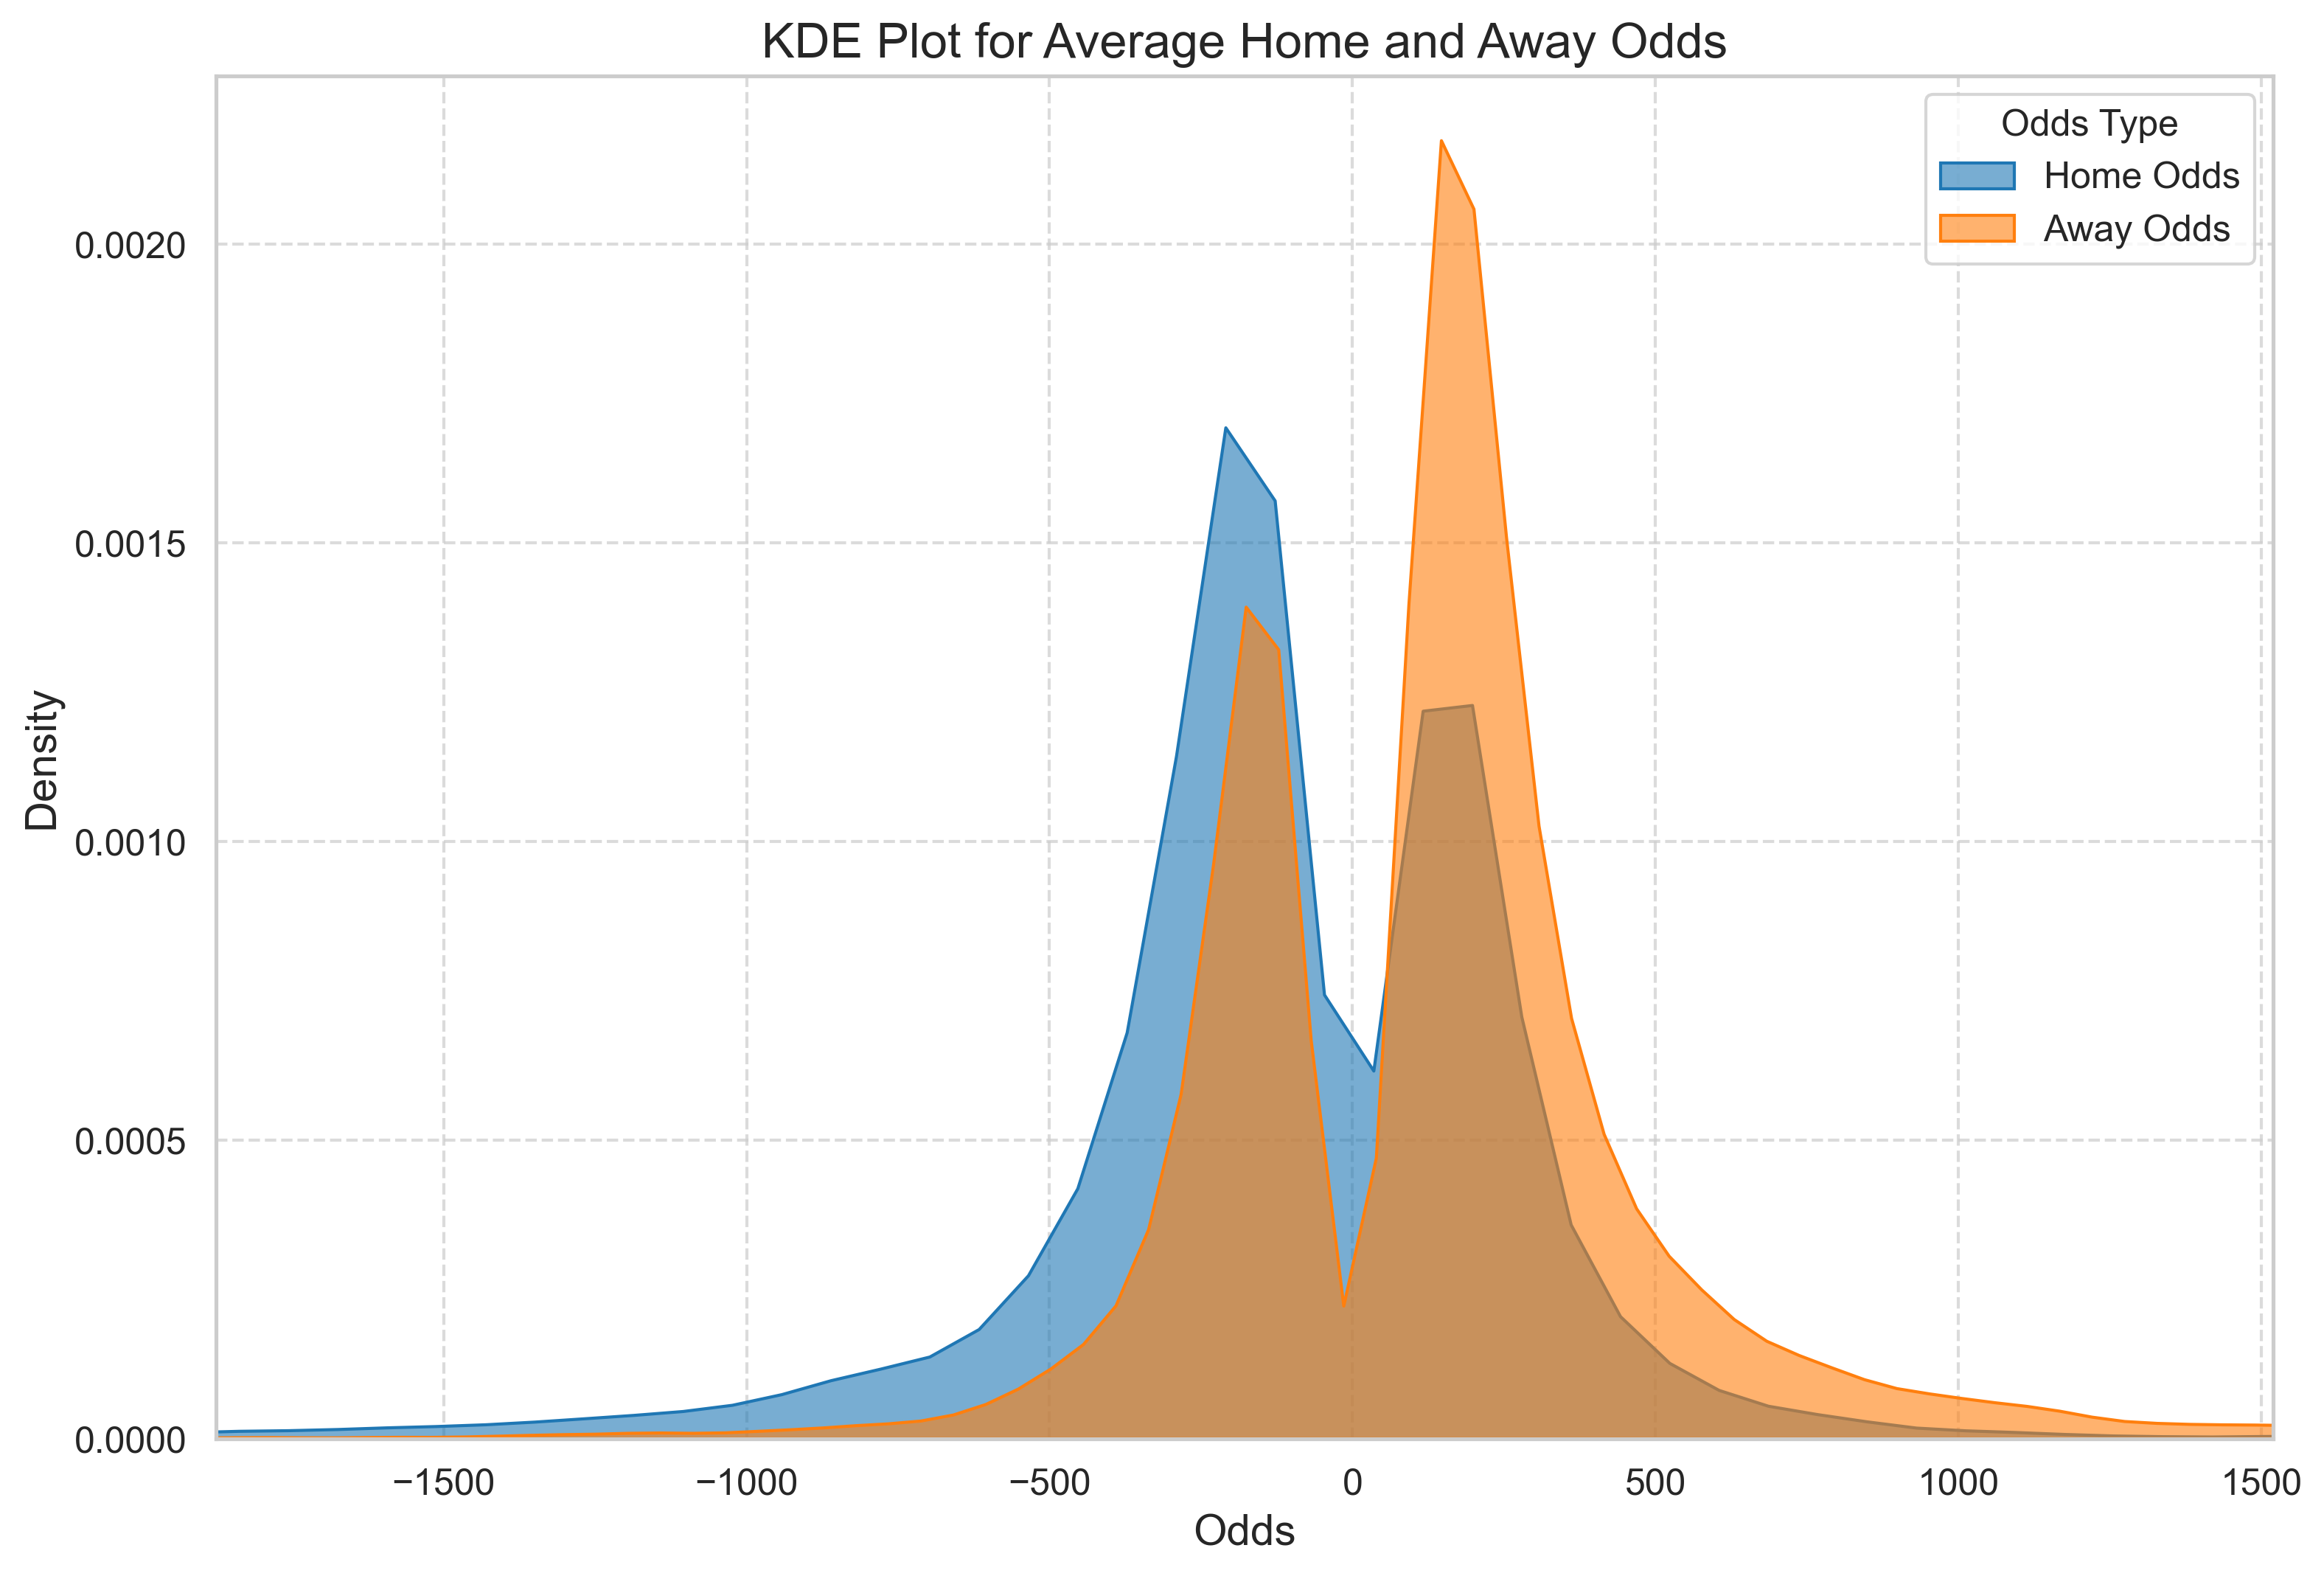 KDE Plot for Average Home and Away Odds
Odds Type
Home Odds
Away Odds
Density
0.0020
0.0015
0.0010
0.0005
0.0000
−1500 −1000 −500 0 500 1000 1500
Odds